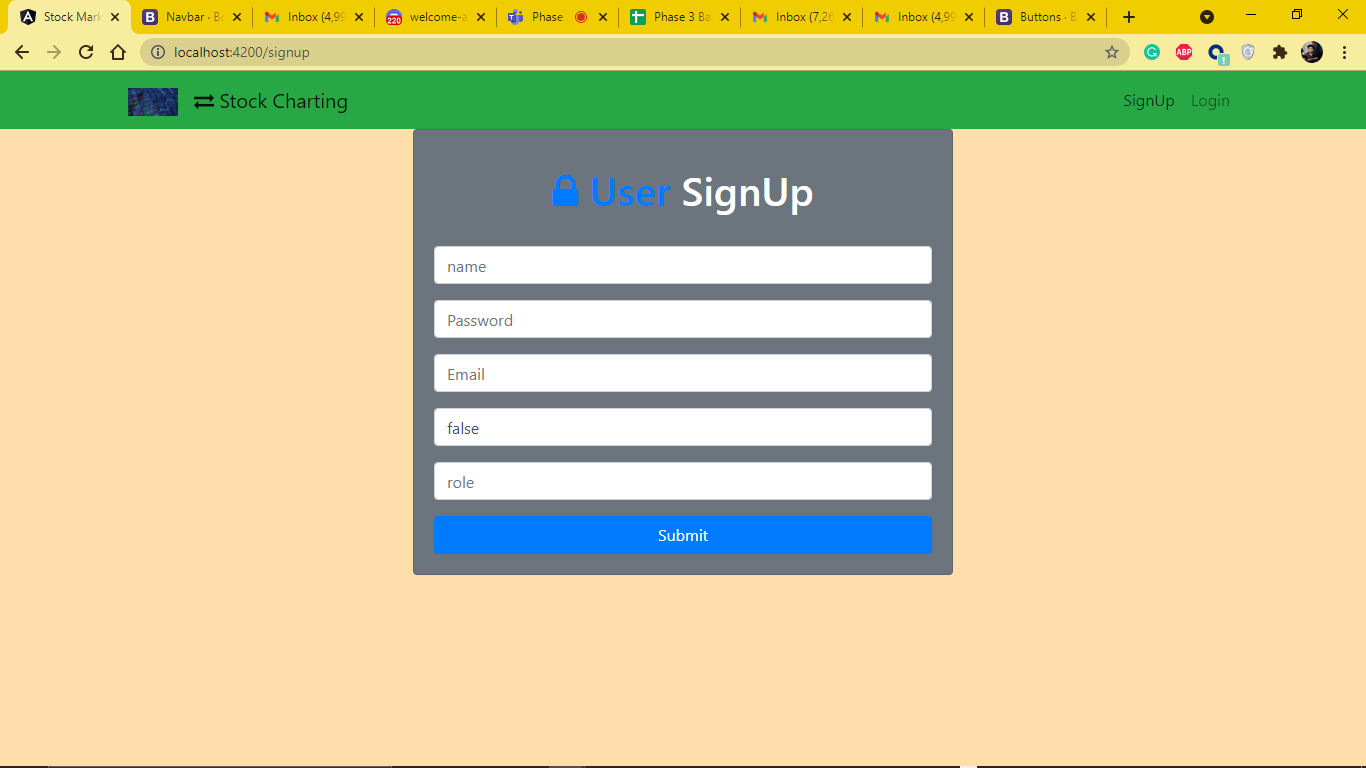 Stock Mark
Navbar · Bo
Inbox (4,99
welcome-a
Phase
Phase 3 Ba
Inbox (7,26
Inbox (4,99
Buttons · B
localhost:4200/signup
ABP
220
Stock Charting
SignUp
Login
User SignUp
name
Password
Email
false
role
Submit